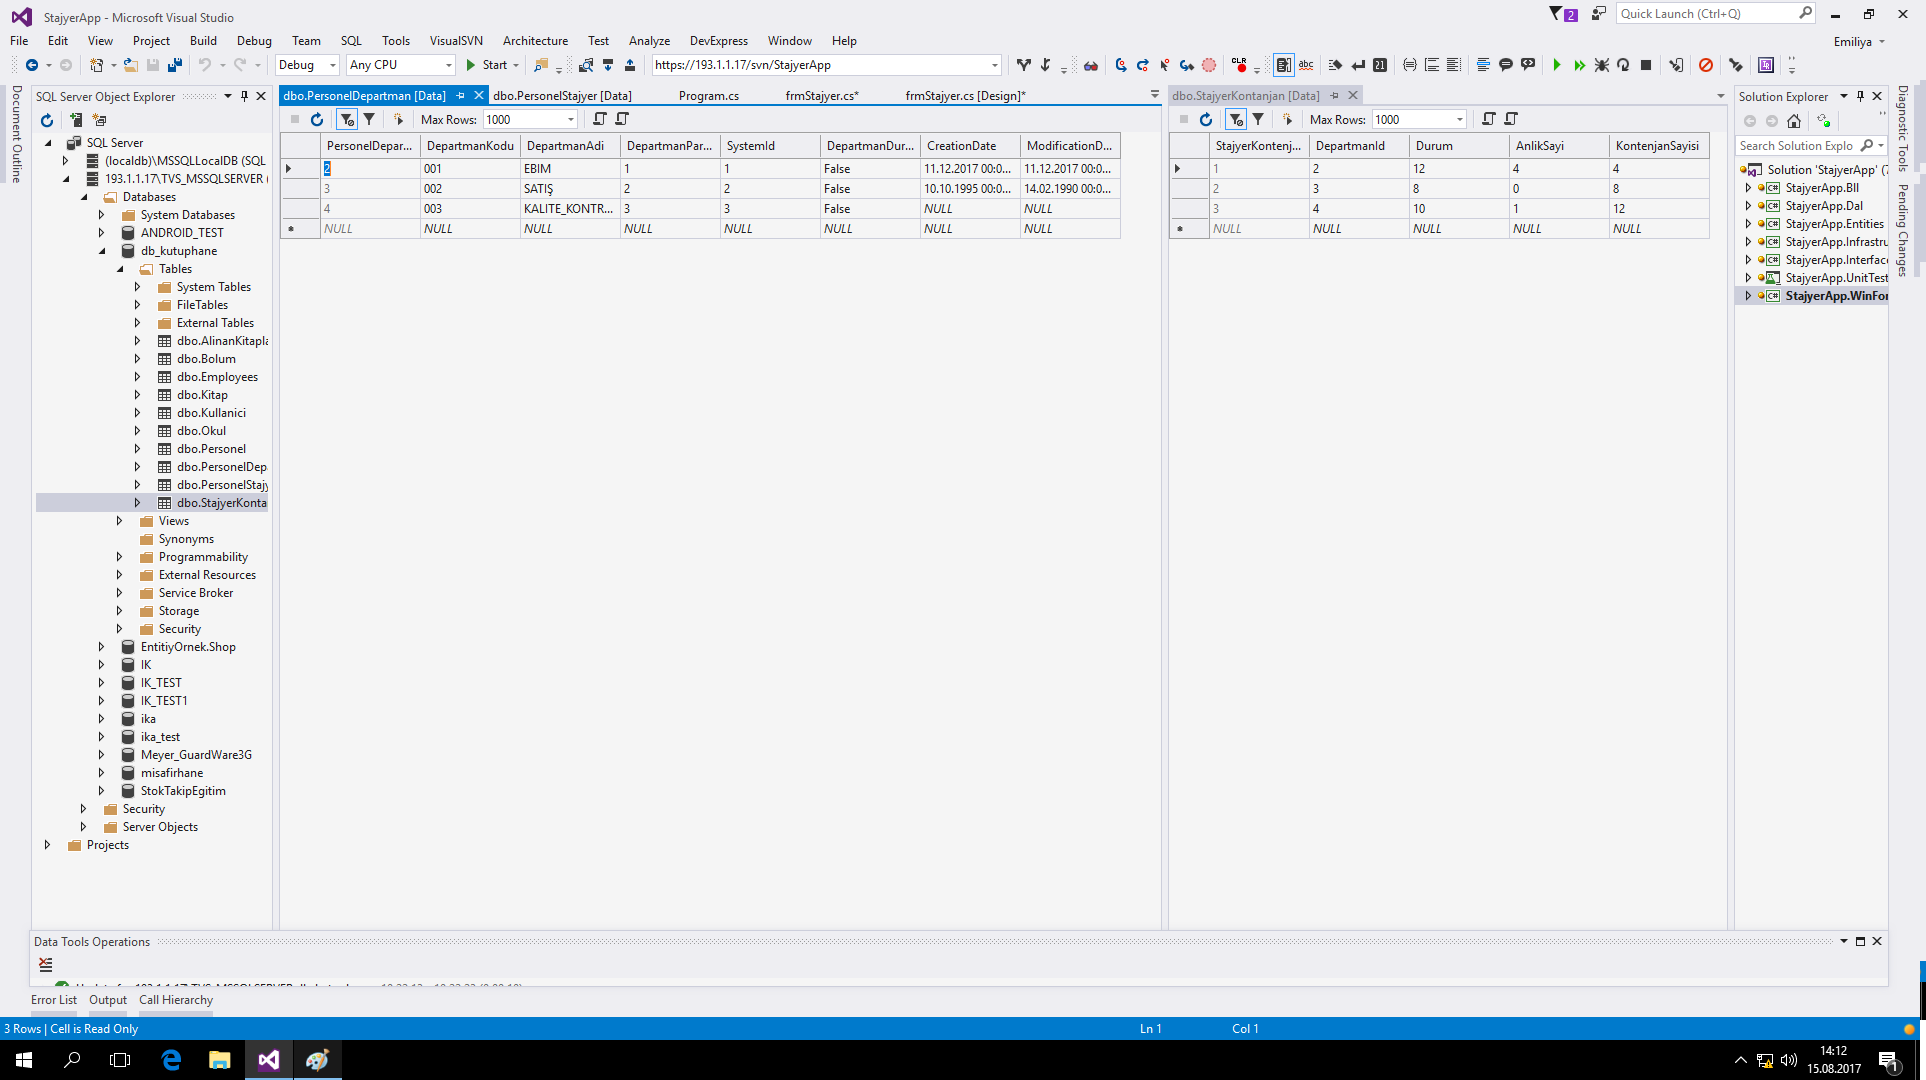 StajyerApp - Microsoft Visual Studio
2
Quick Launch (Ctrl+Q)
File Edit View Project Build Debug Team SQL Tools VisualSVN Architecture Test Analyze DevExpress Window Help
Emiliya
Debug Any CPU Start https://193.1.1.17/svn/StajyerApp
Document Outline
SQL Server Object Explorer
SQL Server
(localdb)\MSSQLLocalDB (SQL
193.1.1.17\TVS_MSSQLSERVER (
Databases
System Databases
ANDROID_TEST
db_kutuphane
Tables
System Tables
FileTables
External Tables
dbo.AlinanKitapla
dbo.Bolum
dbo.Employees
dbo.Kitap
dbo.Kullanici
dbo.Okul
dbo.Personel
dbo.PersonelDepa
dbo.PersonelStajy
dbo.StajyerKonta
Views
Synonyms
Programmability
External Resources
Service Broker
Storage
Security
EntitiyOrnek.Shop
IK
IK_TEST
IK_TEST1
ika
ika_test
Meyer_GuardWare3G
misafirhane
StokTakipEgitim
Security
Server Objects
Projects
dbo.PersonelDepartman [Data] dbo.PersonelStajyer [Data] Program.cs frmStajyer.cs* frmStajyer.cs [Design]*
Max Rows: 1000
PersonelDepar... DepartmanKodu DepartmanAdi DepartmanPar... SystemId DepartmanDur... CreationDate ModificationD...
2 001 EBIM 1 1 False 11.12.2017 00:0... 11.12.2017 00:0...
3 002 SATIŞ 2 2 False 10.10.1995 00:0... 14.02.1990 00:0...
4 003 KALITE_KONTR... 3 3 False NULL NULL
NULL NULL NULL NULL NULL NULL NULL NULL
dbo.StajyerKontanjan [Data]
Max Rows: 1000
StajyerKontenj... DepartmanId Durum AnlikSayi KontenjanSayisi
1 2 12 4 4
2 3 8 0 8
3 4 10 1 12
NULL NULL NULL NULL NULL
Solution Explorer
Search Solution Explo
Solution 'StajyerApp' (7
StajyerApp.Bll
StajyerApp.Dal
StajyerApp.Entities
StajyerApp.Infrastru
StajyerApp.Interface
StajyerApp.UnitTest
StajyerApp.WinFor
Diagnostic Tools
Pending Changes
Data Tools Operations
Error List Output Call Hierarchy
3 Rows | Cell is Read Only
Ln 1 Col 1
14:12
15.08.2017
1